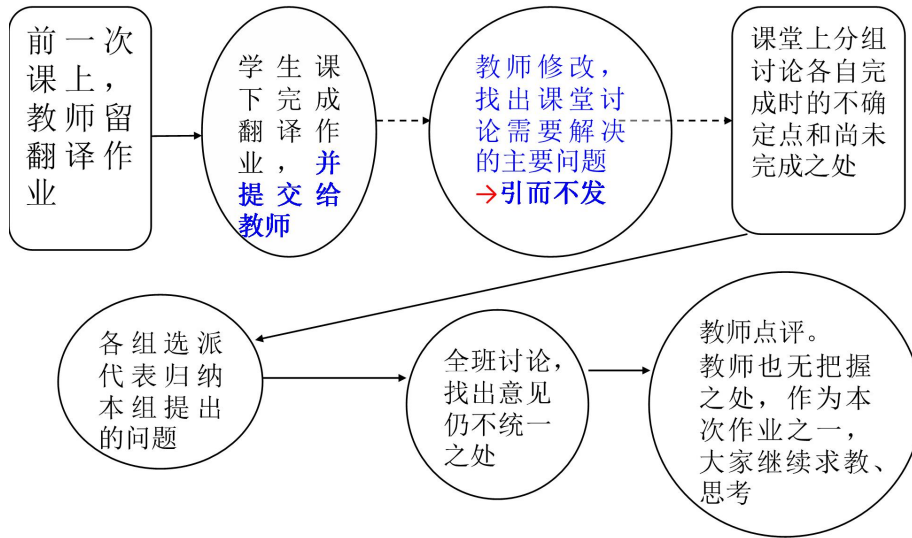 前一次
课上，
教师留
翻译作
业
学生课
下完成
翻译作
业，并
提交给
教师
教师修改，
找出课堂讨
论需要解决
的主要问题
→引而不发
课堂上分组
讨论各自完
成时的不确
定点和尚未
完成之处
各组选派
代表归纳
本组提出
的问题
全班讨论，
找出意见
仍不统一
之处
教师点评。
教师也无把握
之处，作为本
次作业之一，
大家继续求教、
思考